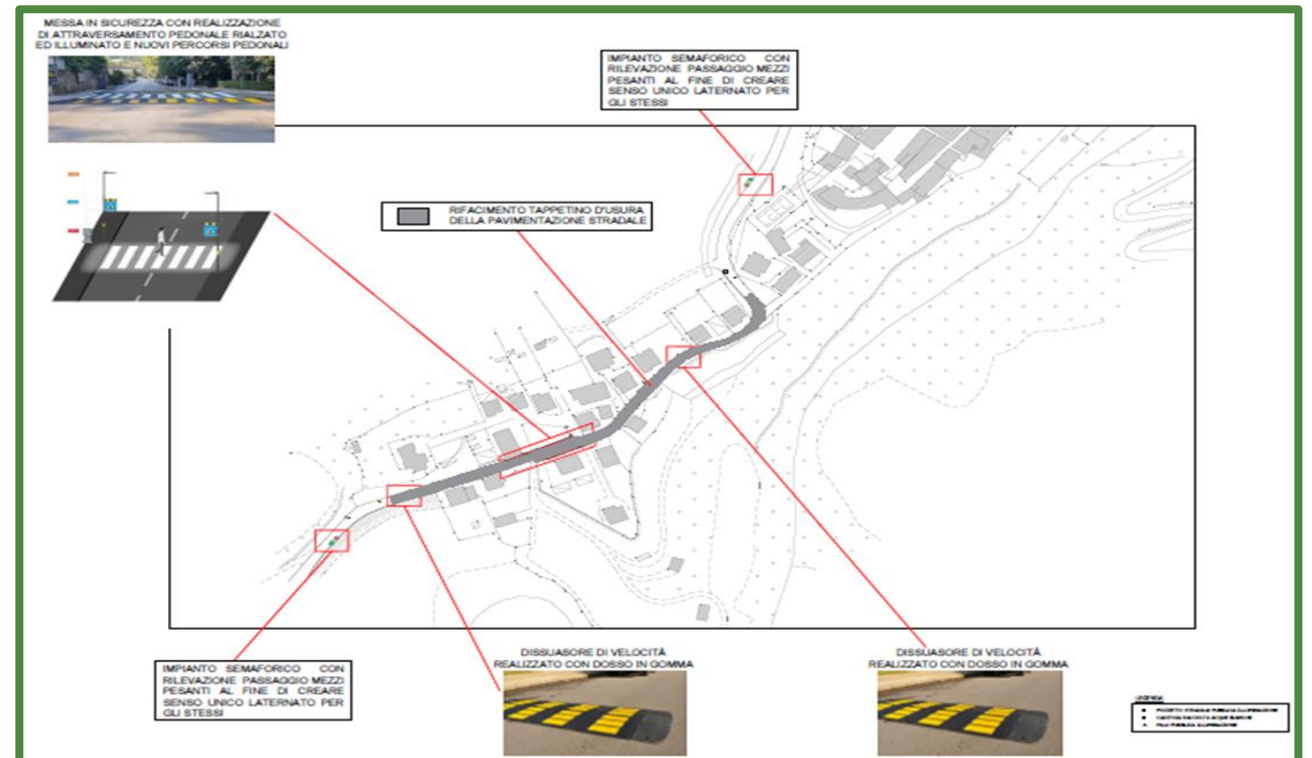 MESSA IN SICUREZZA CON REALIZZAZIONE
DI ATTRAVERSAMENTO PEDONALE RIALZATO
ED ILLUMINATO E NUOVI PERCORSI PEDONALI
IMPIANTO SEMAFORICO CON
RILEVAZIONE PASSAGGIO MEZZI
PESANTI AL FINE DI CREARE
SENSO UNICO LATERNATO PER
GLI STESSI
RIFACIMENTO TAPPETINO D'USURA
DELLA PAVIMENTAZIONE STRADALE
IMPIANTO SEMAFORICO CON
RILEVAZIONE PASSAGGIO MEZZI
PESANTI AL FINE DI CREARE
SENSO UNICO LATERNATO PER
GLI STESSI
DISSUASORE DI VELOCITÀ
REALIZZATO CON DOSSO IN GOMMA
DISSUASORE DI VELOCITÀ
REALIZZATO CON DOSSO IN GOMMA
LEGENDA